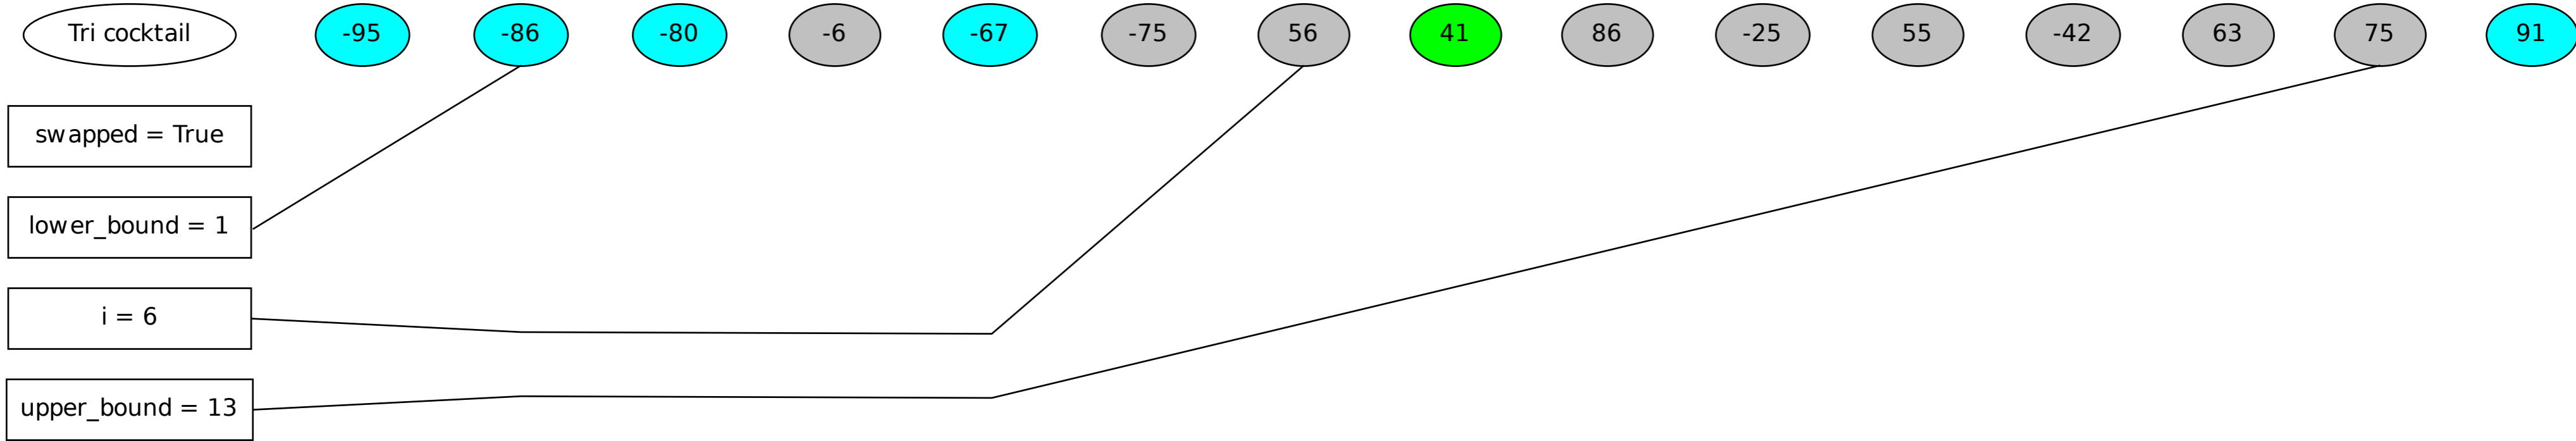 Tri cocktail -95 -86 -80 -6 -67 -75 56 41 86 -25 55 -42 63 75 91
swapped = True
lower_bound = 1
i = 6
upper_bound = 13